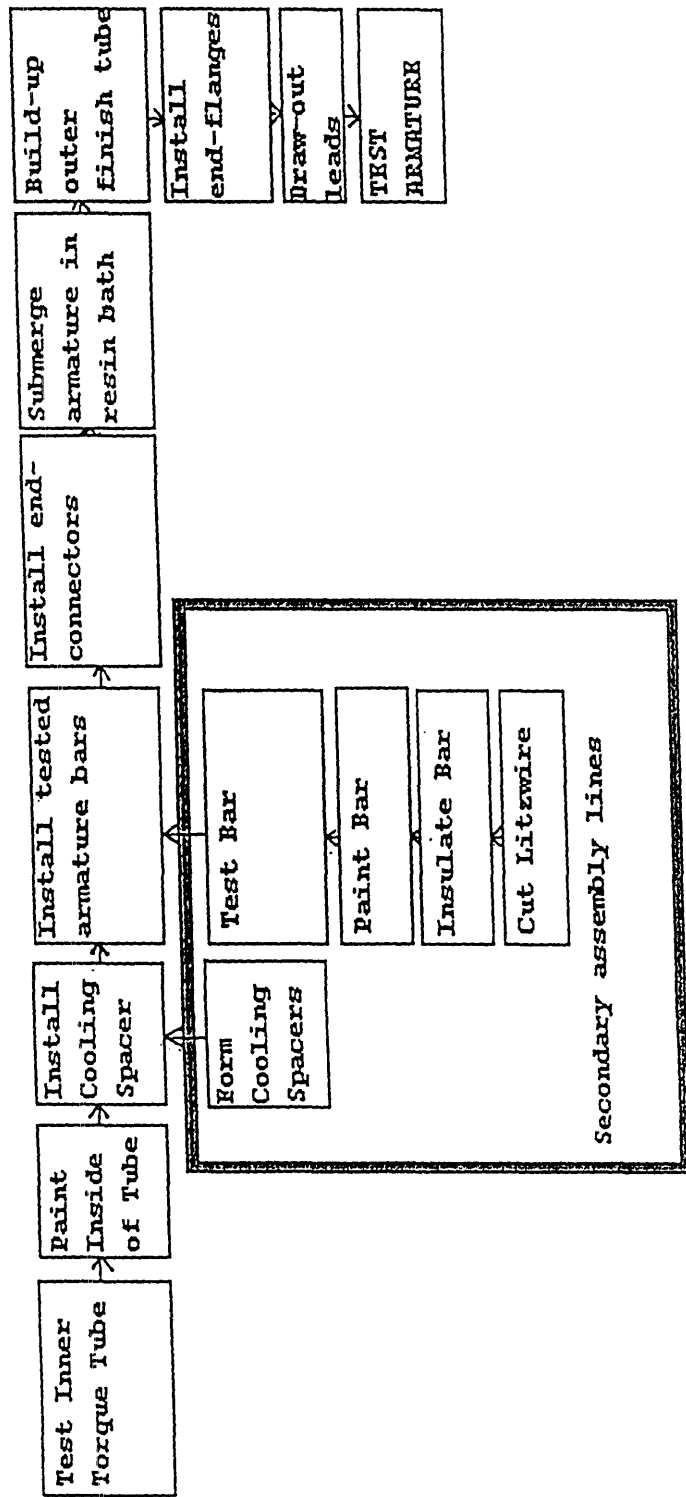 Test Inner
Torque Tube
Paint
Inside
of Tube
Install
Cooling
Spacer
Install tested
armature bars
Install end-
connectors
Submerge
armature in
resin bath
Build-up
outer
finish tube
Install
end-flanges
Draw-out
leads
TEST
ARMATURE
Form
Cooling
Spacers
Test Bar
Paint Bar
Insulate Bar
Cut Litzwire
Secondary assembly lines